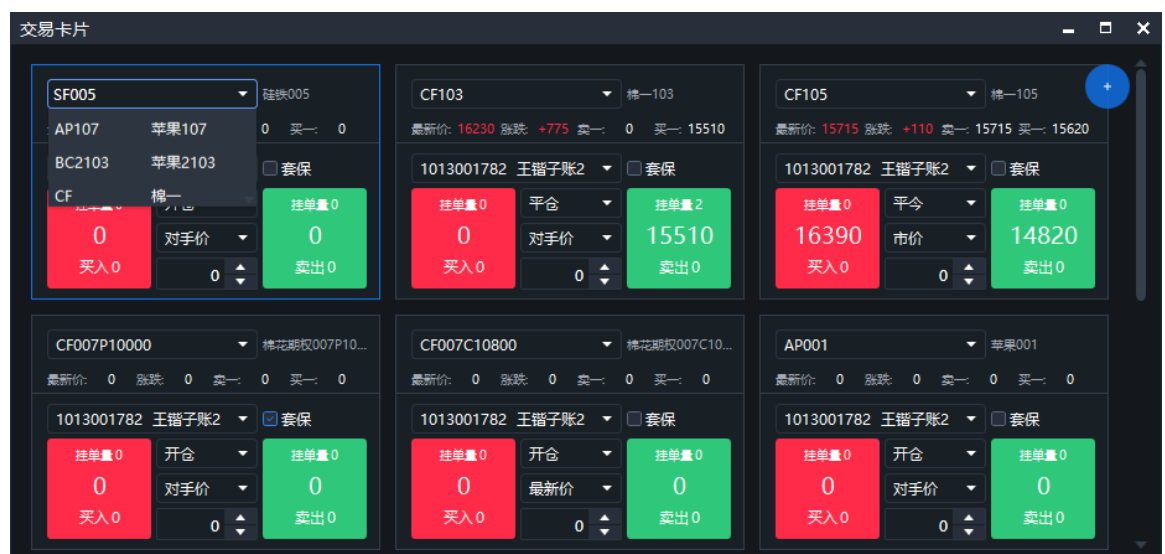 交易卡片
SF005 硅铁005 CF103 棉一103 CF105 棉一105 +
AP107 苹果107 0 买一: 0 最新价: 16230 涨跌: +775 卖一: 0 买一: 15510 最新价: 15715 涨跌: +110 卖一: 15715 买一: 15620
BC2103 苹果2103 套保 1013001782 王锴子账2 套保 1013001782 王锴子账2 套保
CF 棉一
挂单量0 挂单量0 平仓 挂单量2 挂单量0 平今 挂单量0
0 对手价 0 0 对手价 15510 16390 市价 14820
买入0 0 卖出0 买入0 0 卖出0 买入0 0 卖出0
CF007P10000 棉花期权007P10... CF007C10800 棉花期权007C10... AP001 苹果001
最新价: 0 涨跌: 0 卖一: 0 买一: 0 最新价: 0 涨跌: 0 卖一: 0 买一: 0 最新价: 0 涨跌: 0 卖一: 0 买一: 0
1013001782 王锴子账2 套保 1013001782 王锴子账2 套保 1013001782 王锴子账2 套保
挂单量0 开仓 挂单量0 挂单量0 开仓 挂单量0 挂单量0 开仓 挂单量0
0 对手价 0 0 最新价 0 0 对手价 0
买入0 0 卖出0 买入0 0 卖出0 买入0 0 卖出0